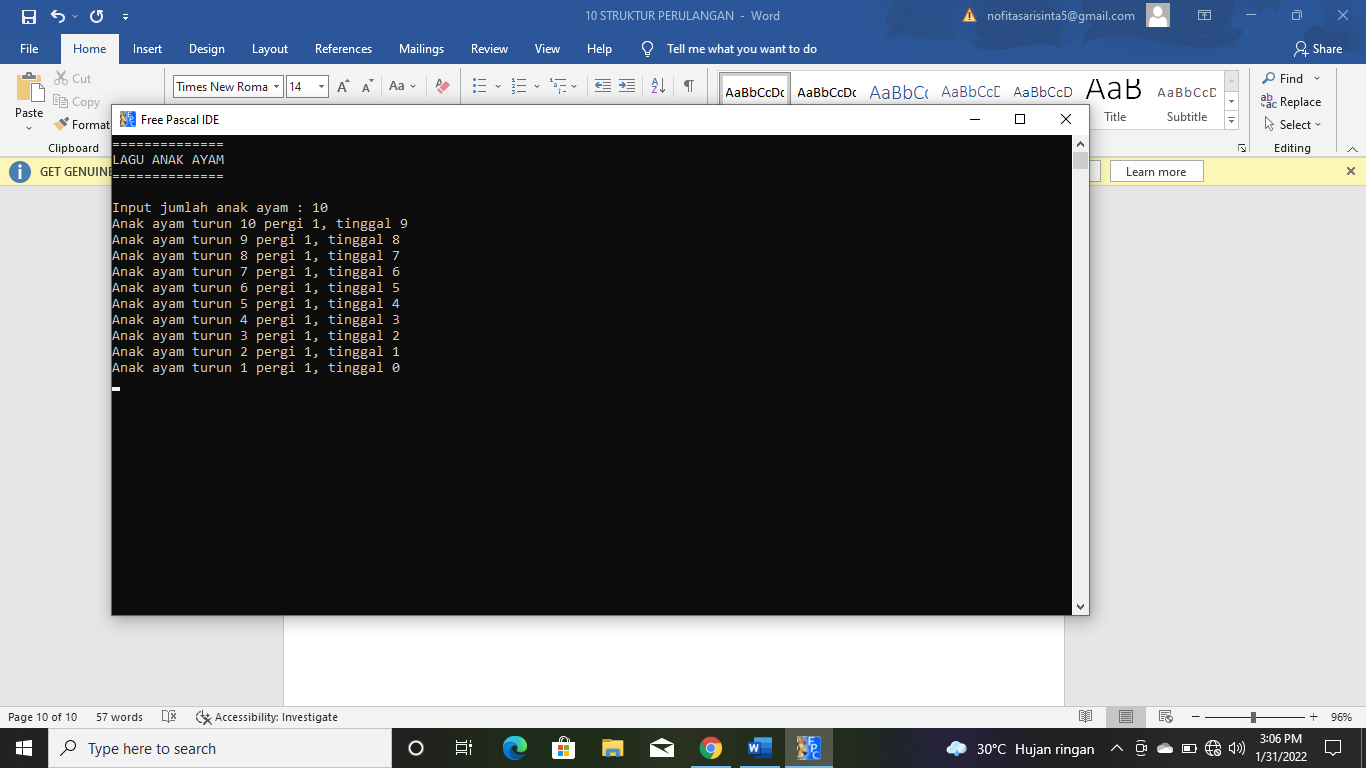 10 STRUKTUR PERULANGAN - Word
nofitasarisinta5@gmail.com
File Home Insert Design Layout References Mailings Review View Help Tell me what you want to do Share
Paste
Cut
Copy
Format
Clipboard
Times New Roma 14
Aa
AaBbCcDc AaBbCcDc AaBbCc AaBbCcE AaBbCcD AaB AaBbCcD
Title Subtitle
Find
Replace
Select
Editing
GET GENUINE
Learn more
Free Pascal IDE
==============
LAGU ANAK AYAM
==============
Input jumlah anak ayam : 10
Anak ayam turun 10 pergi 1, tinggal 9
Anak ayam turun 9 pergi 1, tinggal 8
Anak ayam turun 8 pergi 1, tinggal 7
Anak ayam turun 7 pergi 1, tinggal 6
Anak ayam turun 6 pergi 1, tinggal 5
Anak ayam turun 5 pergi 1, tinggal 4
Anak ayam turun 4 pergi 1, tinggal 3
Anak ayam turun 3 pergi 1, tinggal 2
Anak ayam turun 2 pergi 1, tinggal 1
Anak ayam turun 1 pergi 1, tinggal 0
Page 10 of 10 57 words Accessibility: Investigate 96%
Type here to search
30°C Hujan ringan
3:06 PM
1/31/2022